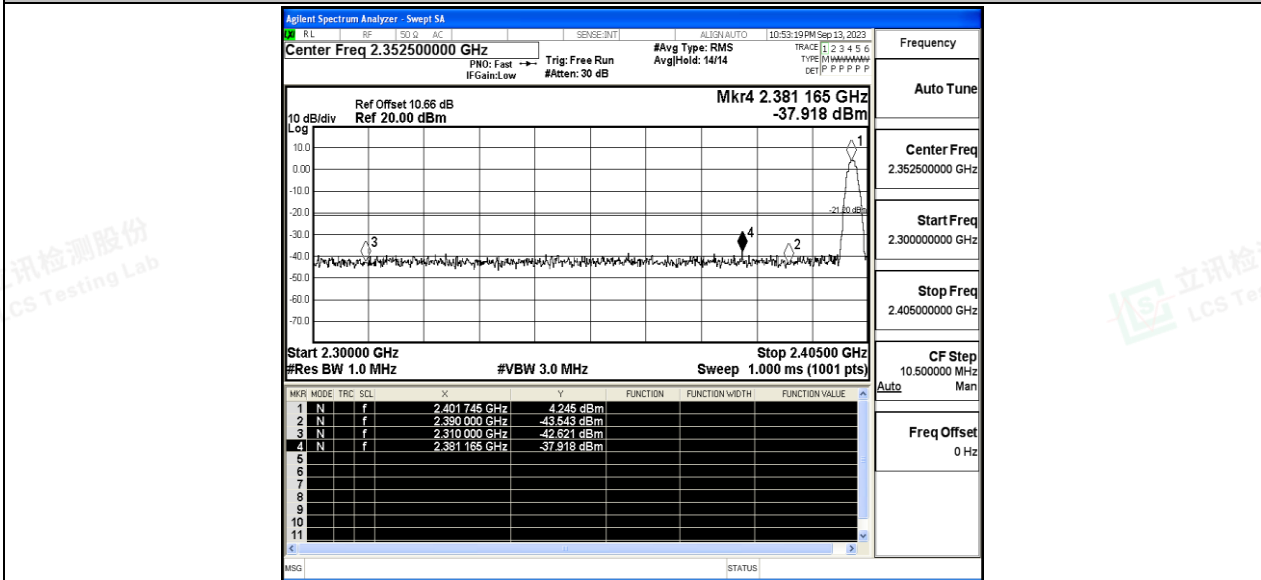 Agilent Spectrum Analyzer - Swept SA
RL RF 50 Ω AC SENSE:INT ALIGN AUTO 10:53:19 PM Sep 13, 2023
Center Freq 2.352500000 GHz
PNO: Fast
IFGain:Low
Trig: Free Run
#Atten: 30 dB
#Avg Type: RMS
Avg|Hold: 14/14
TRACE 1 2 3 4 5 6
TYPE M WWWWW
DET P P P P P P
Frequency
Auto Tune
Center Freq
2.352500000 GHz
Start Freq
2.300000000 GHz
Stop Freq
2.405000000 GHz
CF Step
10.500000 MHz
Auto Man
Freq Offset
0 Hz
Mkr4 2.381 165 GHz
-37.918 dBm
Ref Offset 10.66 dB
10 dB/div Ref 20.00 dBm
Log
10.0
0.00
-10.0
-20.0
-30.0
-40.0
-50.0
-60.0
-70.0
1
-21.20 dBm
3
4
2
Start 2.30000 GHz Stop 2.40500 GHz
#Res BW 1.0 MHz #VBW 3.0 MHz Sweep 1.000 ms (1001 pts)
MKR MODE TRC SCL X Y FUNCTION FUNCTION WIDTH FUNCTION VALUE
1 N f 2.401 745 GHz 4.245 dBm
2 N f 2.390 000 GHz -43.543 dBm
3 N f 2.310 000 GHz -42.621 dBm
4 N f 2.381 165 GHz -37.918 dBm
5
6
7
8
9
10
11
MSG STATUS
讯检测股份
LCS Testing Lab
LCS
立讯检
LCS Te